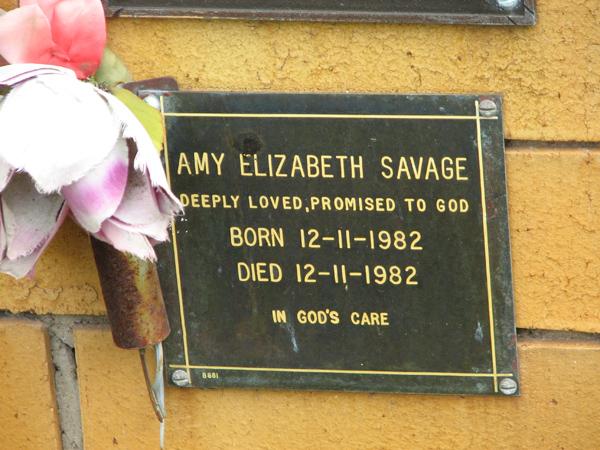 AMY ELIZABETH SAVAGE
DEEPLY LOVED, PROMISED TO GOD
BORN 12-11-1982
DIED 12-11-1982
IN GOD'S CARE
8681